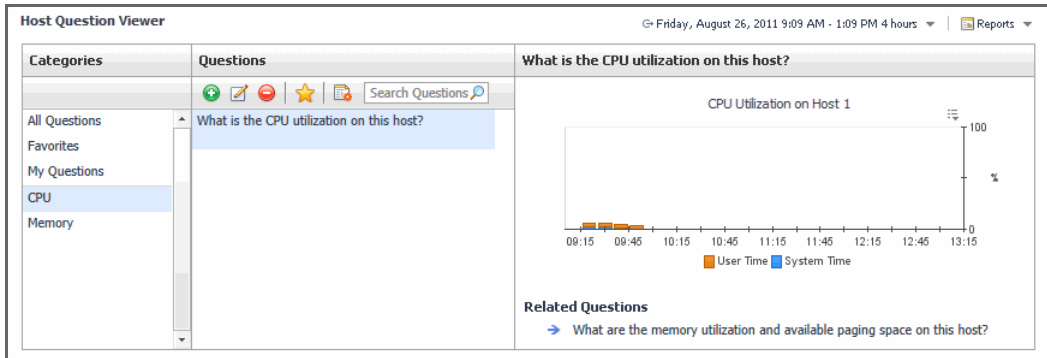 Host Question Viewer
Friday, August 26, 2011 9:09 AM - 1:09 PM 4 hours
Reports
Categories
Questions
What is the CPU utilization on this host?
Search Questions
All Questions
Favorites
My Questions
CPU
Memory
What is the CPU utilization on this host?
CPU Utilization on Host 1
100
%
0
09:15 09:45 10:15 10:45 11:15 11:45 12:15 12:45 13:15
User Time System Time
Related Questions
What are the memory utilization and available paging space on this host?